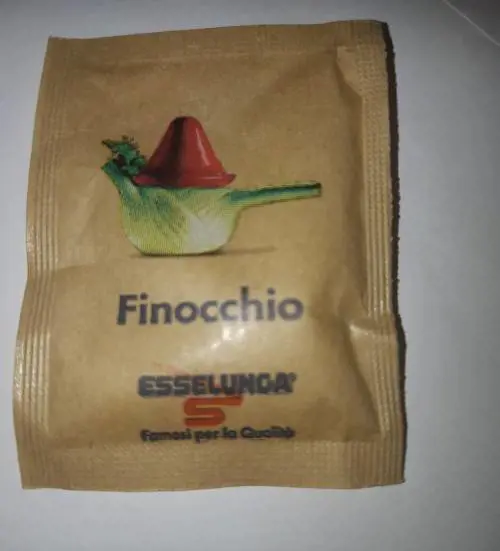 Finocchio
ESSELUNGA®
S
Famosi per la Qualità